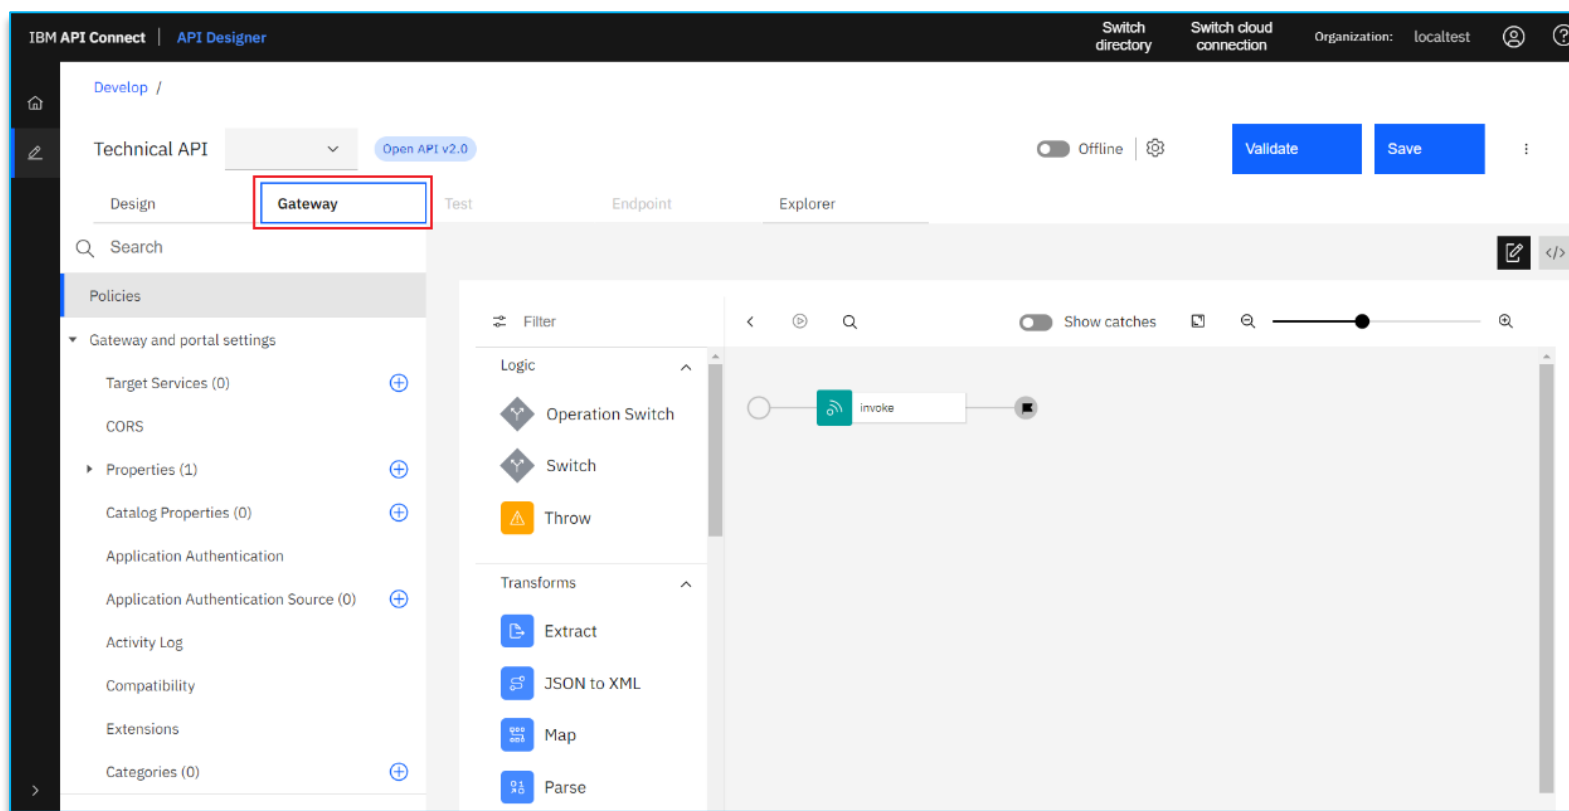 IBM API Connect | API Designer
Switch directory
Switch cloud connection
Organization: localtest
Develop /
Technical API
Open API v2.0
Offline
Validate
Save
Design
Gateway
Test
Endpoint
Explorer
Search
Policies
Gateway and portal settings
Target Services (0)
CORS
Properties (1)
Catalog Properties (0)
Application Authentication
Application Authentication Source (0)
Activity Log
Compatibility
Extensions
Categories (0)
Filter
Show catches
Logic
Operation Switch
Switch
Throw
Transforms
Extract
JSON to XML
Map
Parse
invoke